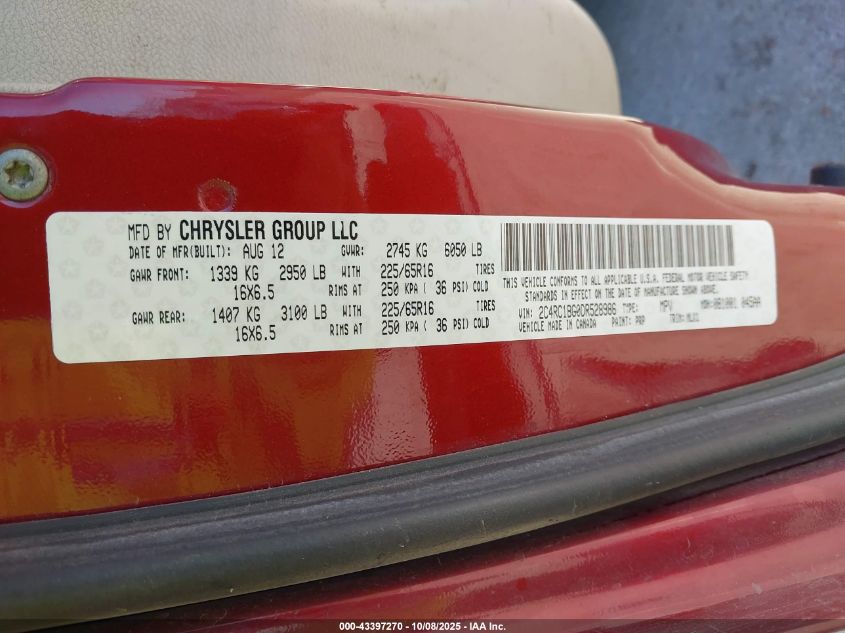 MFD BY CHRYSLER GROUP LLC
DATE OF MFR(BUILT): AUG 12 GVWR: 2745 KG 6050 LB
GAWR FRONT: 1339 KG 2950 LB WITH 225/65R16 TIRES
16X6.5 RIMS AT 250 KPA ( 36 PSI) COLD
GAWR REAR: 1407 KG 3100 LB WITH 225/65R16 TIRES
16X6.5 RIMS AT 250 KPA ( 36 PSI) COLD
THIS VEHICLE CONFORMS TO ALL APPLICABLE U.S.A. FEDERAL MOTOR VEHICLE SAFETY
STANDARDS IN EFFECT ON THE DATE OF MANUFACTURE SHOWN ABOVE.
VIN: 2C4RC1BG0DR528986 TYPE: MPV
VEHICLE MADE IN CANADA PAINT: PRP TRIM:
000-43397270 - 10/08/2025 - IAA Inc.